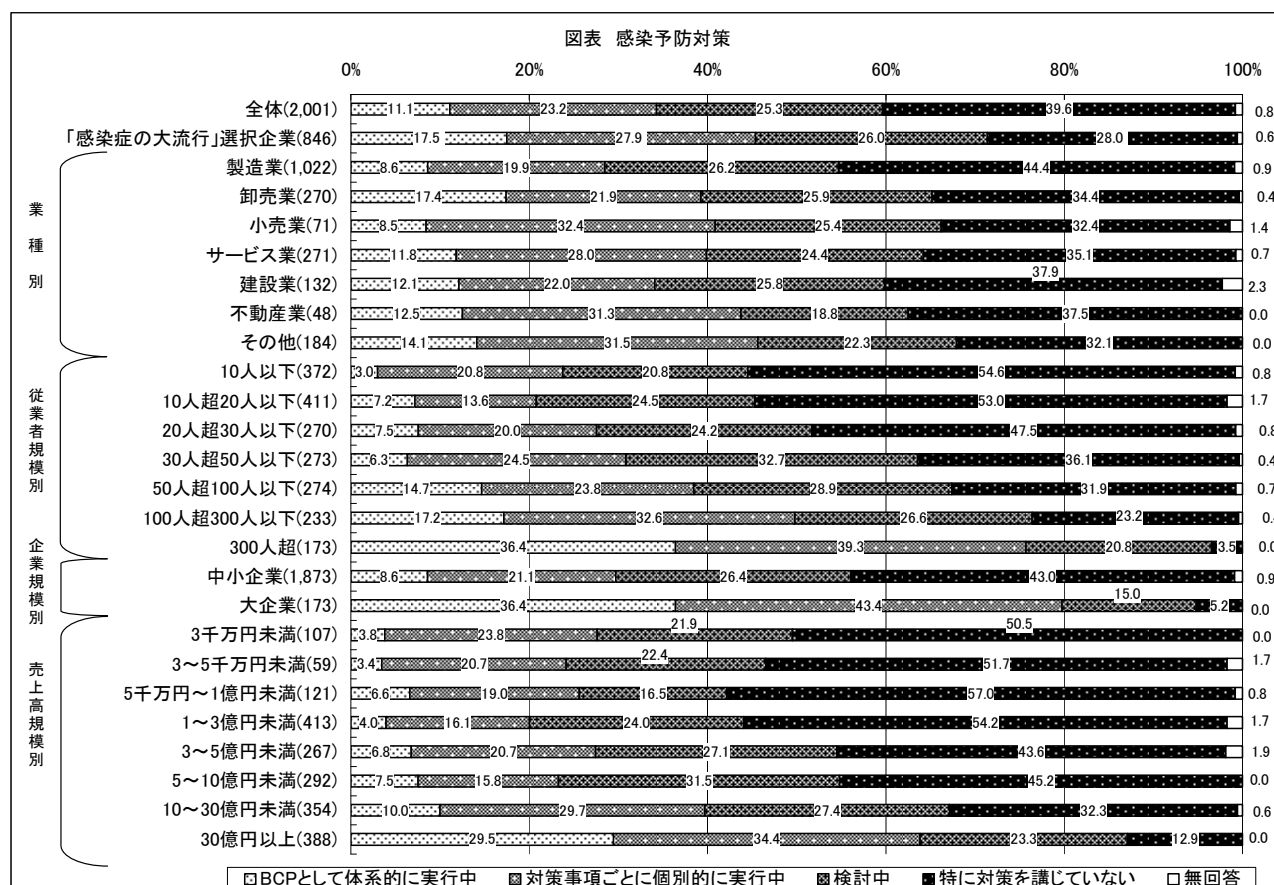 図表 感染予防対策
0% 20% 40% 60% 80% 100%
全体(2,001) 11.1 23.2 25.3 39.6 0.8
「感染症の大流行」選択企業(846) 17.5 27.9 26.0 28.0 0.6
業種別
製造業(1,022) 8.6 19.9 26.2 44.4 0.9
卸売業(270) 17.4 21.9 25.9 34.4 0.4
小売業(71) 8.5 32.4 25.4 32.4 1.4
サービス業(271) 11.8 28.0 24.4 35.1 0.7
建設業(132) 12.1 22.0 25.8 37.9 2.3
不動産業(48) 12.5 31.3 18.8 37.5 0.0
その他(184) 14.1 31.5 22.3 32.1 0.0
従業者規模別
10人以下(372) 3.0 20.8 20.8 54.6 0.8
10人超20人以下(411) 7.2 13.6 24.5 53.0 1.7
20人超30人以下(270) 7.5 20.0 24.2 47.5 0.8
30人超50人以下(273) 6.3 24.5 32.7 36.1 0.4
50人超100人以下(274) 14.7 23.8 28.9 31.9 0.7
100人超300人以下(233) 17.2 32.6 26.6 23.2
300人超(173) 36.4 39.3 20.8 3.5 0.0
企業規模別
中小企業(1,873) 8.6 21.1 26.4 43.0 0.9
大企業(173) 36.4 43.4 15.0 5.2 0.0
売上高規模別
3千万円未満(107) 3.8 23.8 21.9 50.5 0.0
3～5千万円未満(59) 3.4 20.7 22.4 51.7 1.7
5千万円～1億円未満(121) 6.6 19.0 16.5 57.0 0.8
1～3億円未満(413) 4.0 16.1 24.0 54.2 1.7
3～5億円未満(267) 6.8 20.7 27.1 43.6 1.9
5～10億円未満(292) 7.5 15.8 31.5 45.2 0.0
10～30億円未満(354) 10.0 29.7 27.4 32.3 0.6
30億円以上(388) 29.5 34.4 23.3 12.9 0.0
BCPとして体系的に実行中 対策事項ごとに個別的に実行中 検討中 特に対策を講じていない 無回答